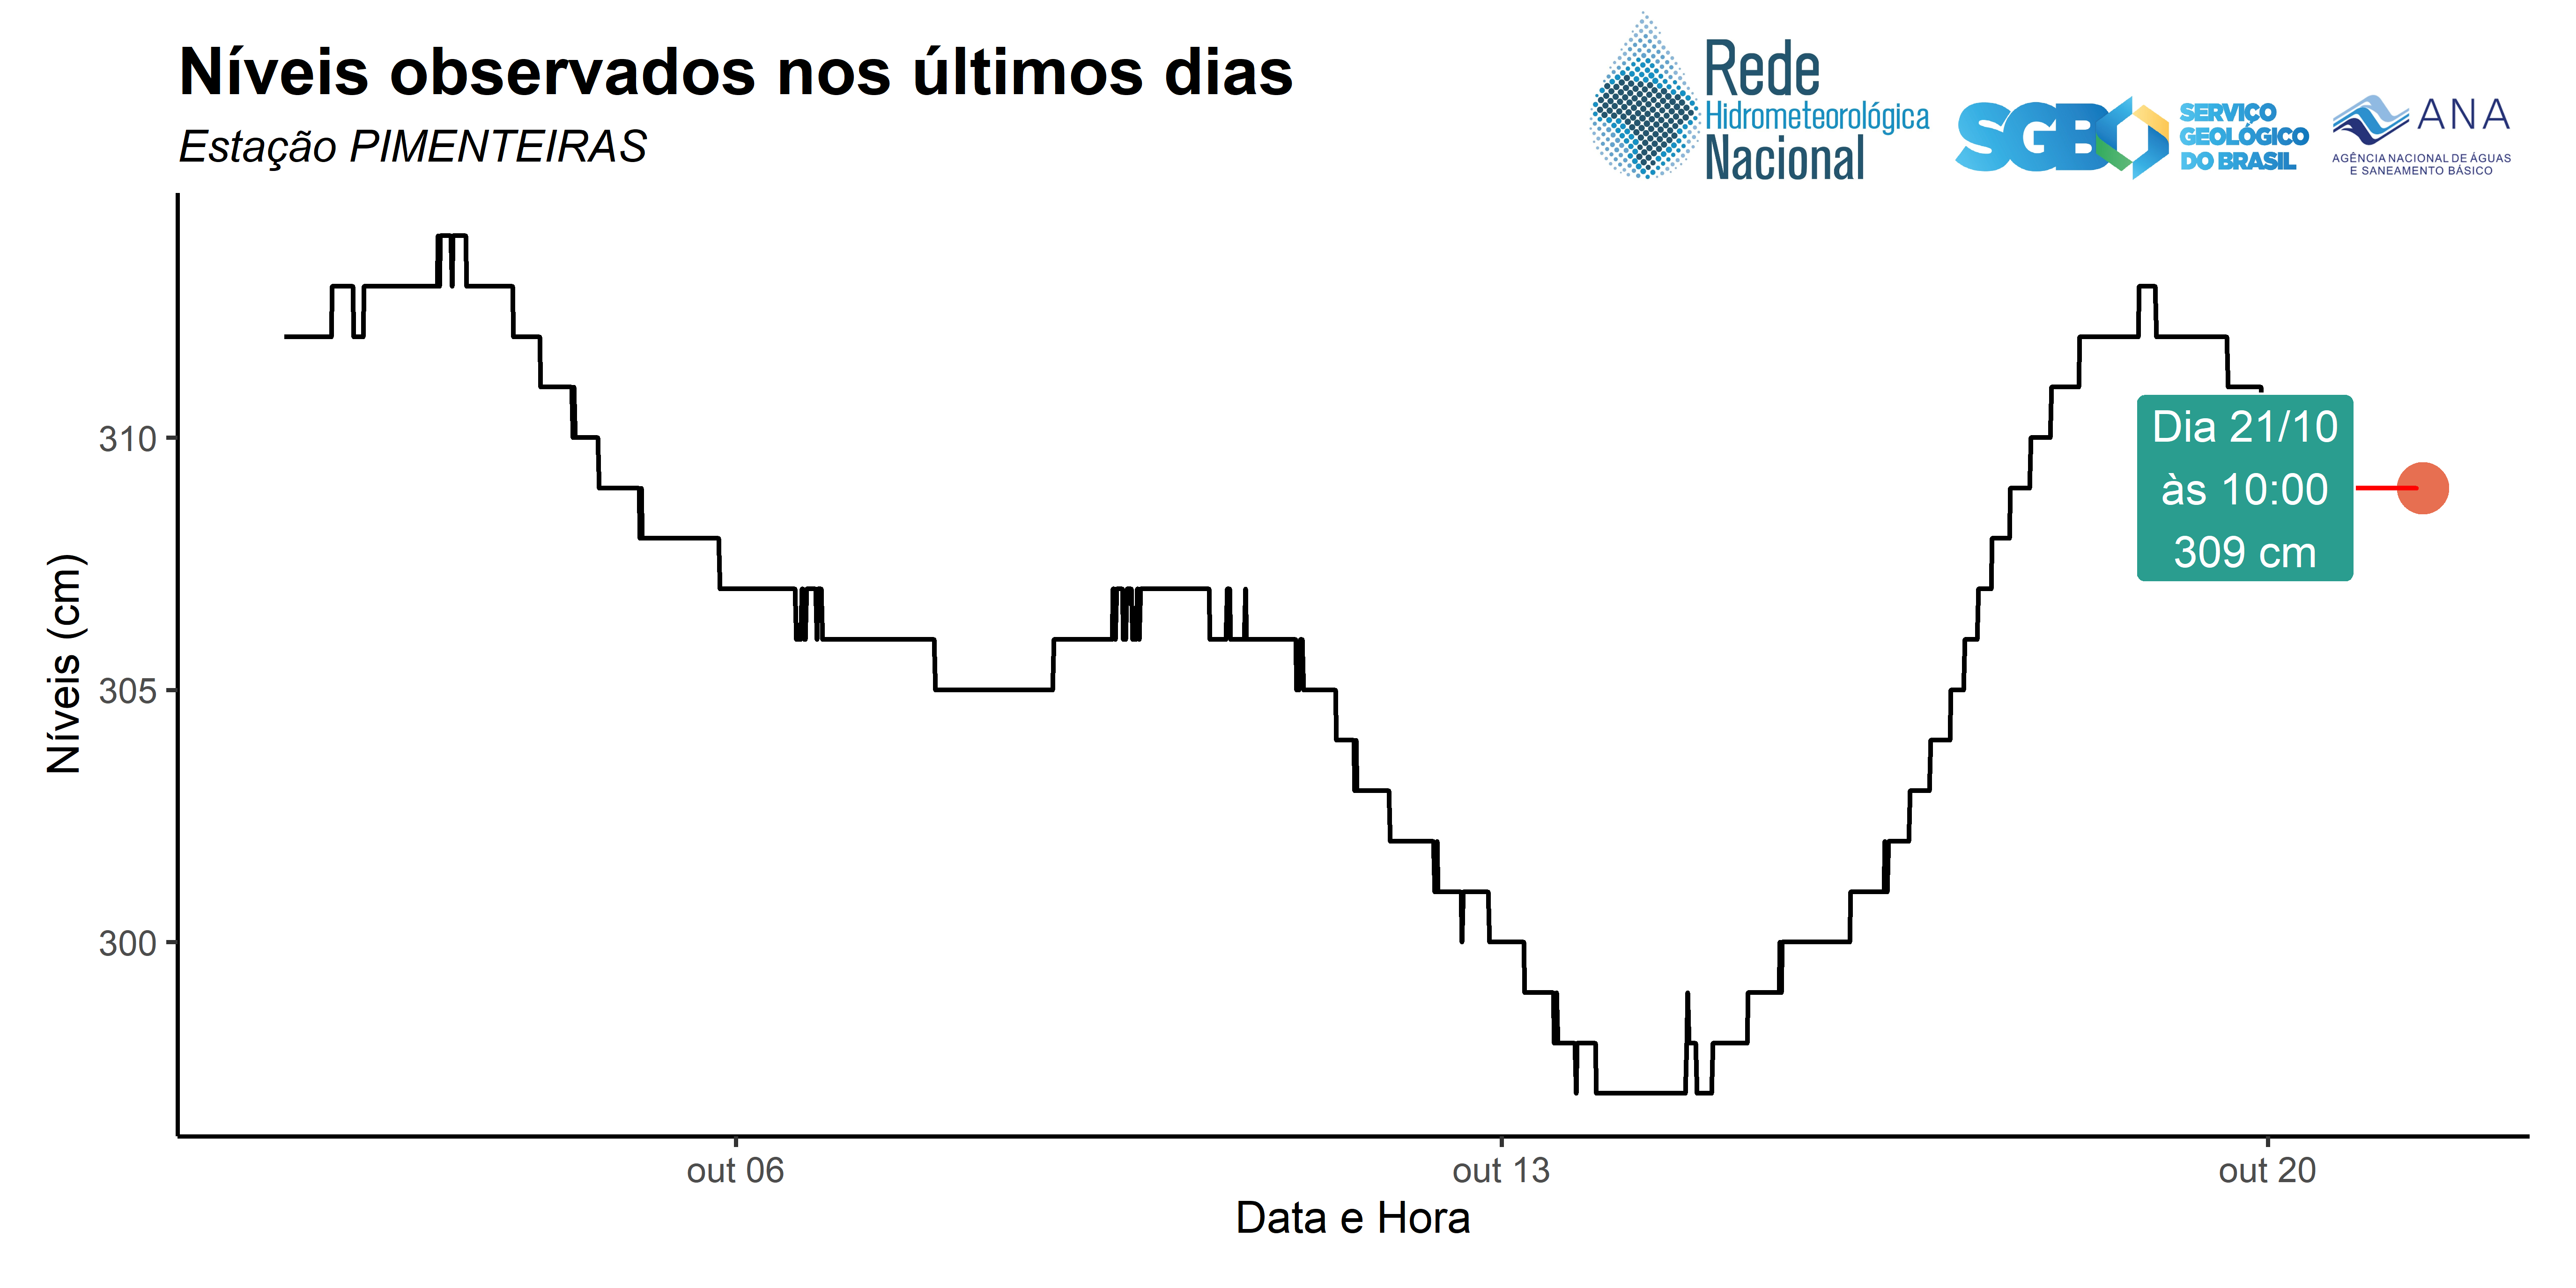 Níveis observados nos últimos dias
Estação PIMENTEIRAS
Rede
Hidrometeorológica
Nacional
SGB
SERVIÇO
GEOLÓGICO
DO BRASIL
ANA
AGÊNCIA NACIONAL DE ÁGUAS
E SANEAMENTO BÁSICO
Níveis (cm)
310
305
300
Dia 21/10
às 10:00
309 cm
out 06
out 13
out 20
Data e Hora